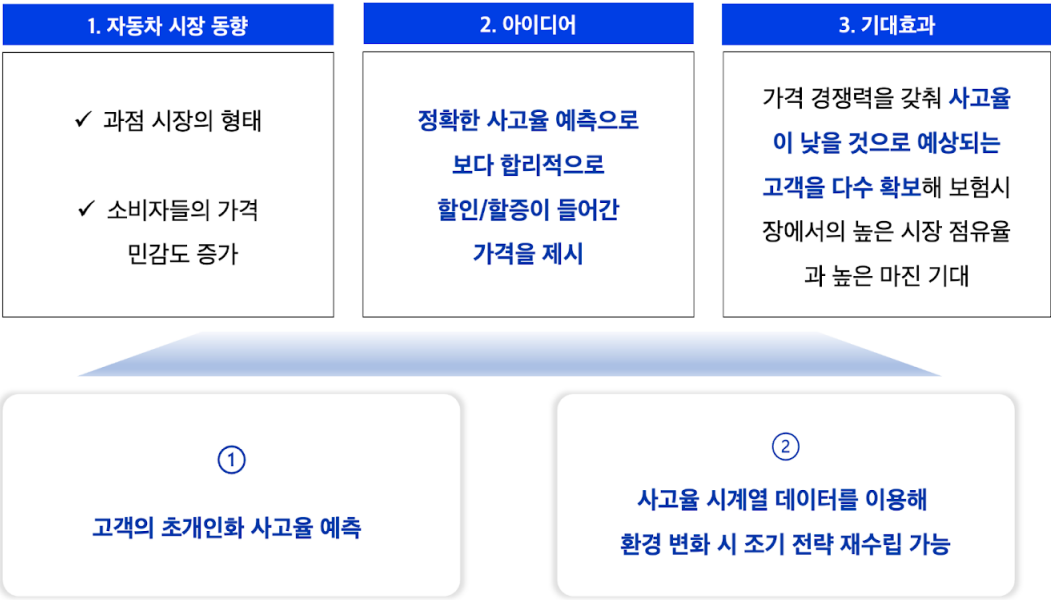 1. 자동차 시장 동향
✓ 과점 시장의 형태
✓ 소비자들의 가격
민감도 증가
2. 아이디어
정확한 사고율 예측으로
보다 합리적으로
할인/할증이 들어간
가격을 제시
3. 기대효과
가격 경쟁력을 갖춰 사고율
이 낮을 것으로 예상되는
고객을 다수 확보해 보험시
장에서의 높은 시장 점유율
과 높은 마진 기대
①
고객의 초개인화 사고율 예측
②
사고율 시계열 데이터를 이용해
환경 변화 시 조기 전략 재수립 가능